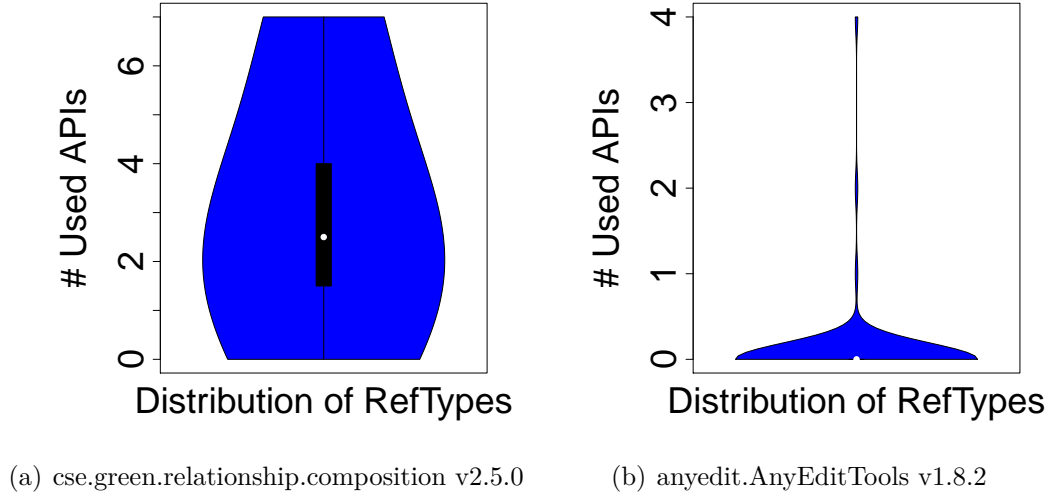 # Used APIs
6
4
2
0
Distribution of RefTypes
(a) cse.green.relationship.composition v2.5.0
# Used APIs
4
3
2
1
0
Distribution of RefTypes
(b) anyedit.AnyEditTools v1.8.2